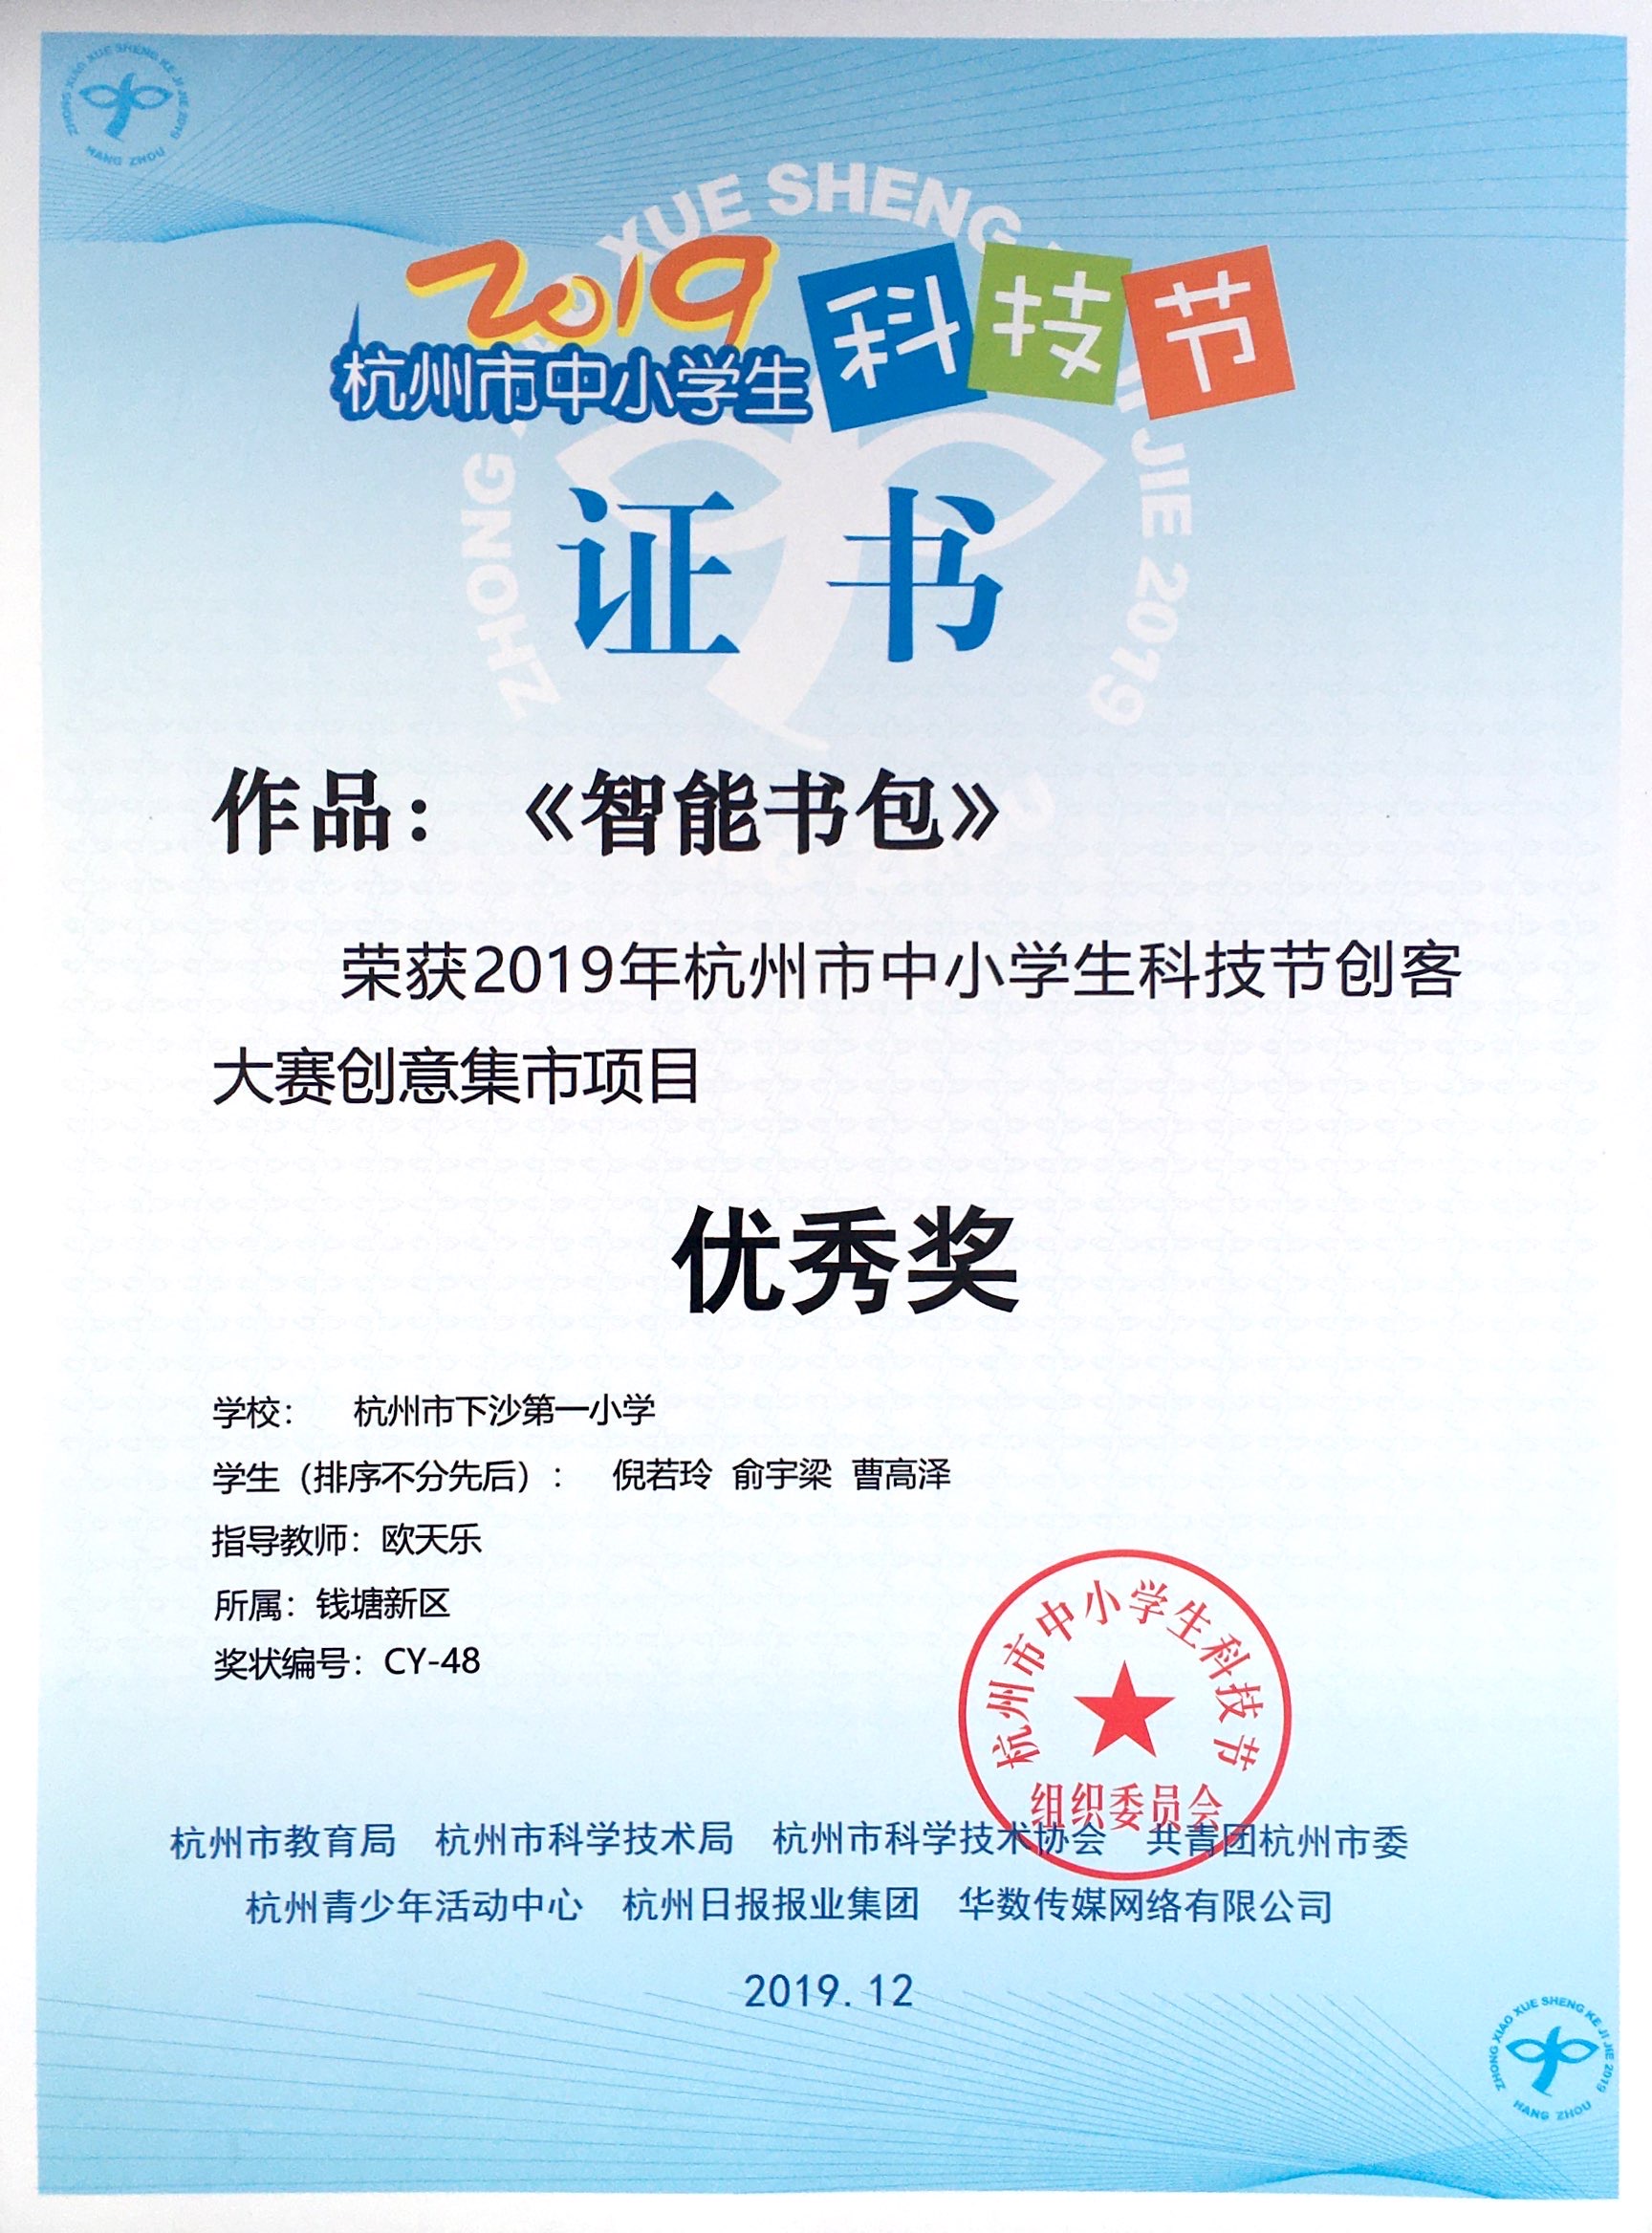 ZHONG XIAO XUE SHENG KE JI JIE 2019
HANG ZHOU
XUE SHENG
ZHONG
JI JIE 2019
2019
杭州市中小学生科技节
证书
作品：《智能书包》
荣获2019年杭州市中小学生科技节创客
大赛创意集市项目
优秀奖
学校： 杭州市下沙第一小学
学生（排序不分先后）： 倪若玲 俞宇梁 曹高泽
指导教师：欧天乐
所属：钱塘新区
奖状编号：CY-48
杭州市中小学生科技节
组织委员会
杭州市教育局 杭州市科学技术局 杭州市科学技术协会 共青团杭州市委
杭州青少年活动中心 杭州日报报业集团 华数传媒网络有限公司
2019.12
ZHONG XIAO XUE SHENG KE JI JIE 2019
HANG ZHOU